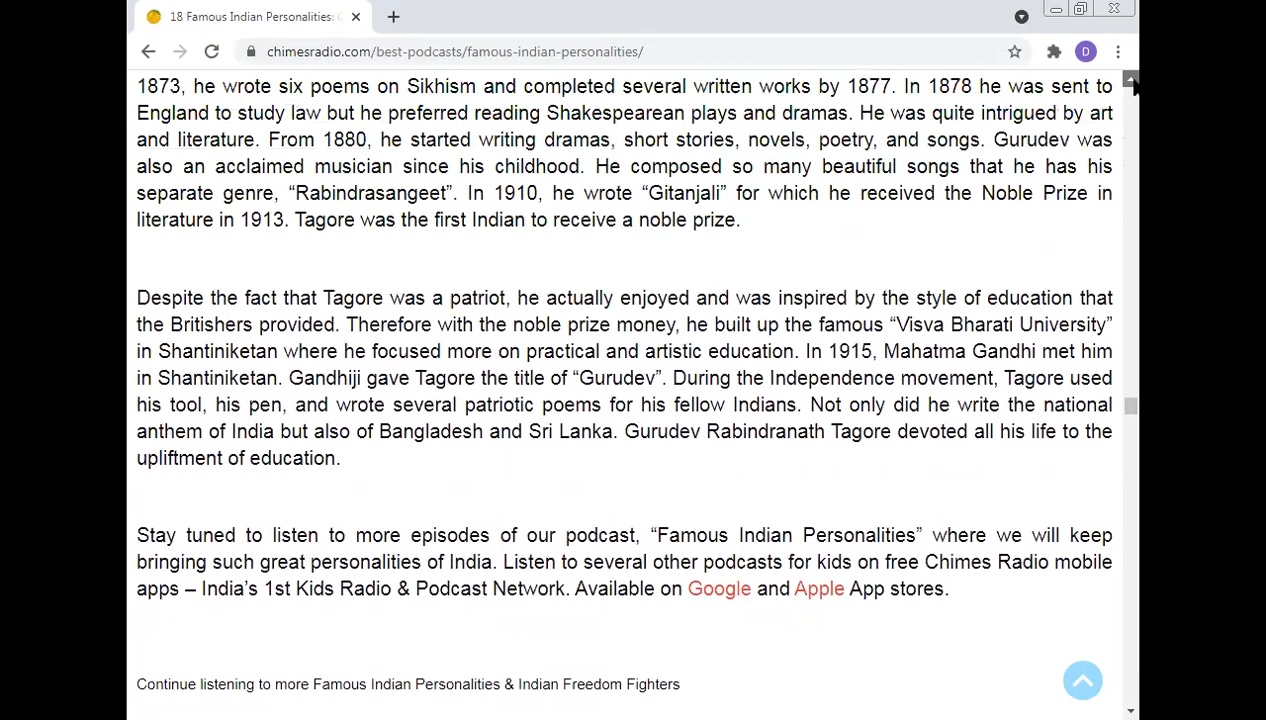 18 Famous Indian Personalities:
chimesradio.com/best-podcasts/famous-indian-personalities/
D
1873, he wrote six poems on Sikhism and completed several written works by 1877. In 1878 he was sent to
England to study law but he preferred reading Shakespearean plays and dramas. He was quite intrigued by art
and literature. From 1880, he started writing dramas, short stories, novels, poetry, and songs. Gurudev was
also an acclaimed musician since his childhood. He composed so many beautiful songs that he has his
separate genre, “Rabindrasangeet”. In 1910, he wrote “Gitanjali” for which he received the Noble Prize in
literature in 1913. Tagore was the first Indian to receive a noble prize.
Despite the fact that Tagore was a patriot, he actually enjoyed and was inspired by the style of education that
the Britishers provided. Therefore with the noble prize money, he built up the famous “Visva Bharati University”
in Shantiniketan where he focused more on practical and artistic education. In 1915, Mahatma Gandhi met him
in Shantiniketan. Gandhiji gave Tagore the title of “Gurudev”. During the Independence movement, Tagore used
his tool, his pen, and wrote several patriotic poems for his fellow Indians. Not only did he write the national
anthem of India but also of Bangladesh and Sri Lanka. Gurudev Rabindranath Tagore devoted all his life to the
upliftment of education.
Stay tuned to listen to more episodes of our podcast, “Famous Indian Personalities” where we will keep
bringing such great personalities of India. Listen to several other podcasts for kids on free Chimes Radio mobile
apps – India’s 1st Kids Radio & Podcast Network. Available on Google and Apple App stores.
Continue listening to more Famous Indian Personalities & Indian Freedom Fighters